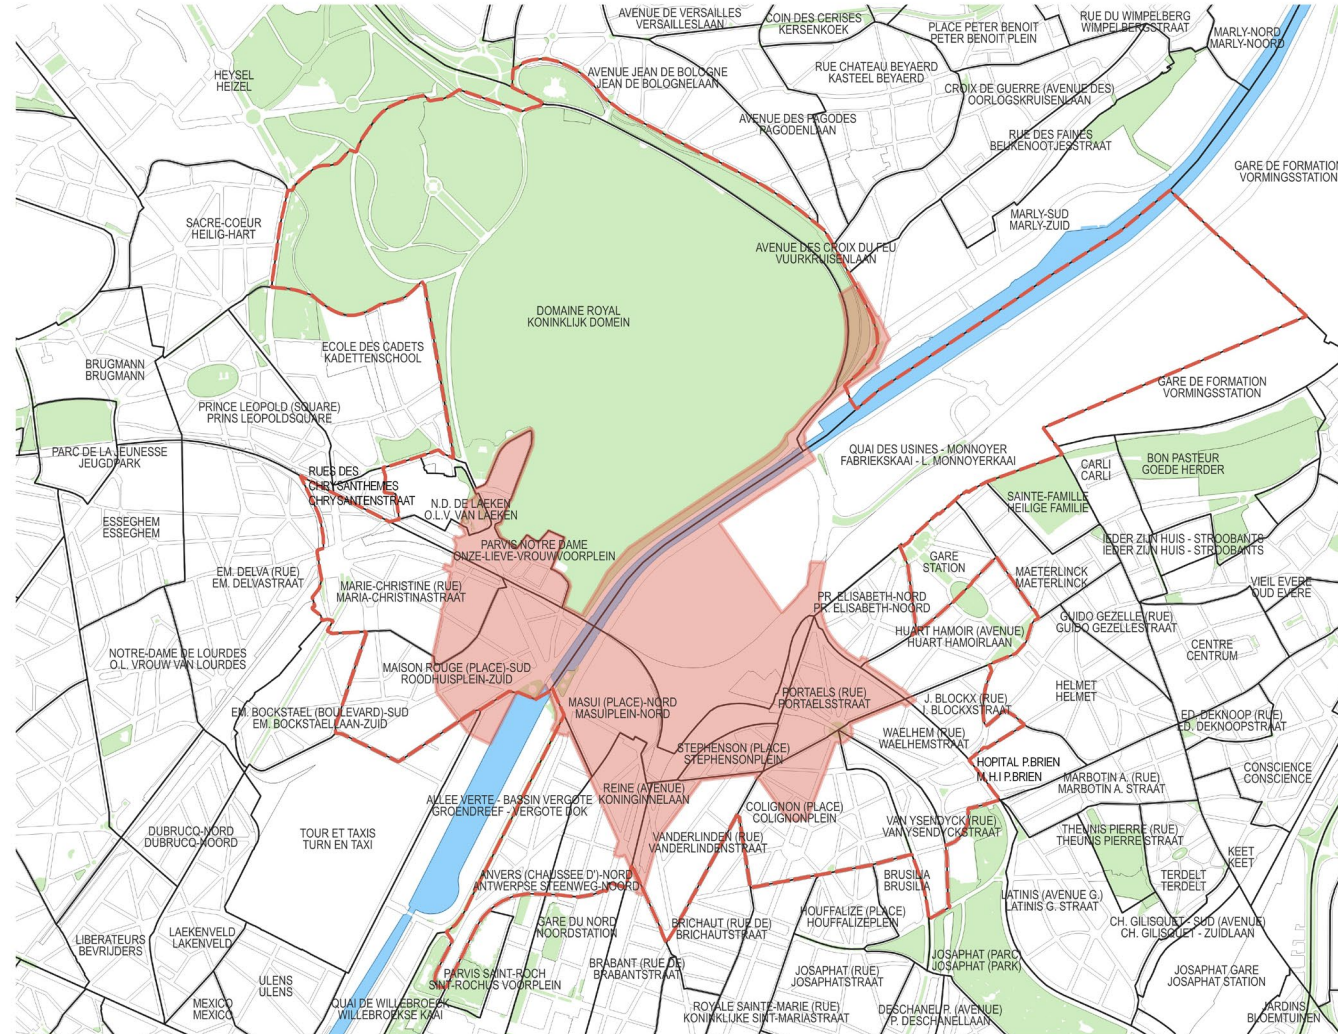 AVENUE DE VERSAILLES
VERSAILLESLAAN
COIN DES CERISES
KERSENKOEK
PLACE PETER BENOIT
PETER BENOIT PLEIN
RUE DU WIMPELBERG
WIMPELBERGSTRAAT
MARLY-NORD
MARLY-NOORD
HEYSEL
HEIZEL
AVENUE JEAN DE BOLOGNE
JEAN DE BOLOGNELAAN
RUE CHATEAU BEYAERD
KASTEEL BEYAERD
CROIX DE GUERRE (AVENUE DES)
OORLOGSKRUISENLAAN
AVENUE DES PAGODES
PAGODENLAAN
RUE DES FAINES
BEUKENOOTJESSTRAAT
GARE DE FORMATION
VORMINGSSTATION
SACRE-COEUR
HEILIG-HART
MARLY-SUD
MARLY-ZUID
AVENUE DES CROIX DU FEU
VUURKRUISENLAAN
DOMAINE ROYAL
KONINKLIJK DOMEIN
ECOLE DES CADETS
KADETTENSCHOOL
BRUGMANN
BRUGMANN
GARE DE FORMATION
VORMINGSSTATION
PRINCE LEOPOLD (SQUARE)
PRINS LEOPOLDSQUARE
PARC DE LA JEUNESSE
JEUGDPARK
QUAI DES USINES - MONNOYER
FABRIEKSKAAI - L. MONNOYERKAAI
CARLI
CARLI
BON PASTEUR
GOEDE HERDER
RUES DES
CHRYSANTHEMES
CHRYSANTENSTRAAT
N.D. DE LAEKEN
O.L.V. VAN LAEKEN
SAINTE-FAMILLE
HEILIGE FAMILIE
ESSEGHEM
ESSEGHEM
PARVIS NOTRE DAME
ONZE-LIEVE-VROUWVOORPLEIN
IEDER ZIJN HUIS - STROOBANTS
IEDER ZIJN HUIS - STROOBANTS
GARE
STATION
EM. DELVA (RUE)
EM. DELVASTRAAT
MARIE-CHRISTINE (RUE)
MARIA-CHRISTINASTRAAT
MAETERLINCK
MAETERLINCK
VIEIL EVERE
OUD EVERE
PR. ELISABETH-NORD
PR. ELISABETH-NOORD
GUIDO GEZELLE (RUE)
GUIDO GEZELLESTRAAT
HUART HAMOIR (AVENUE)
HUART HAMOIRLAAN
CENTRE
CENTRUM
NOTRE-DAME DE LOURDES
O.L. VROUW VAN LOURDES
MAISON ROUGE (PLACE)-SUD
ROODHUISPLEIN-ZUID
HELMET
HELMET
PORTAELS (RUE)
PORTAELSSTRAAT
J. BLOCKX (RUE)
J. BLOCKXSTRAAT
MASUI (PLACE)-NORD
MASUIPLEIN-NORD
EM. BOCKSTAEL (BOULEVARD)-SUD
EM. BOCKSTAELLAAN-ZUID
ED. DEKNOOP (RUE)
ED. DEKNOOPSTRAAT
WAELHEM (RUE)
WAELHEMSTRAAT
STEPHENSON (PLACE)
STEPHENSONPLEIN
HOPITAL P.BRIEN
M.H.I P.BRIEN
CONSCIENCE
CONSCIENCE
MARBOTIN A. (RUE)
MARBOTIN A. STRAAT
REINE (AVENUE)
KONINGINNELAAN
ALLEE VERTE - BASSIN VERGOTE
GROENDREEF - VERGOTE DOK
COLIGNON (PLACE)
COLIGNONPLEIN
VAN YSENDYCK (RUE)
VAN YSENDYCKSTRAAT
DUBRUCQ-NORD
DUBRUCQ-NOORD
TOUR ET TAXIS
TURN EN TAXI
VANDERLINDEN (RUE)
VANDERLINDENSTRAAT
THEUNIS PIERRE (RUE)
THEUNIS PIERRE STRAAT
KEET
KEET
ANVERS (CHAUSSEE D')-NORD
ANTWERPSE STEENWEG-NOORD
BRUSILIA
BRUSILIA
TERDELT
TERDELT
LATINIS (AVENUE G.)
LATINIS G. STRAAT
HOUFFALIZE (PLACE)
HOUFFALIZEPLEIN
GARE DU NORD
NOORDSTATION
BRICHAUT (RUE DE)
BRICHAUTSTRAAT
CH. GILISQUET - SUD (AVENUE)
CH. GILISQUET - ZUIDLAAN
LIBERATEURS
BEVRIJDERS
LAEKENVELD
LAKENVELD
JOSAPHAT (PARC)
JOSAPHAT (PARK)
PARVIS SAINT-ROCH
SINT-ROCHUS VOORPLEIN
BRABANT (RUE DE)
BRABANTSTRAAT
JOSAPHAT (RUE)
JOSAPHATSTRAAT
JOSAPHAT GARE
JOSAPHAT STATION
ULENS
ULENS
MEXICO
MEXICO
QUAI DE WILLEBROECK
WILLEBROEKSE KAAI
ROYALE SAINTE-MARIE (RUE)
KONINKLIJKE SINT-MARIASTRAAT
DESCHANEL P. (AVENUE)
P. DESCHANELLAAN
JARDINS
BLOEMTUINEN